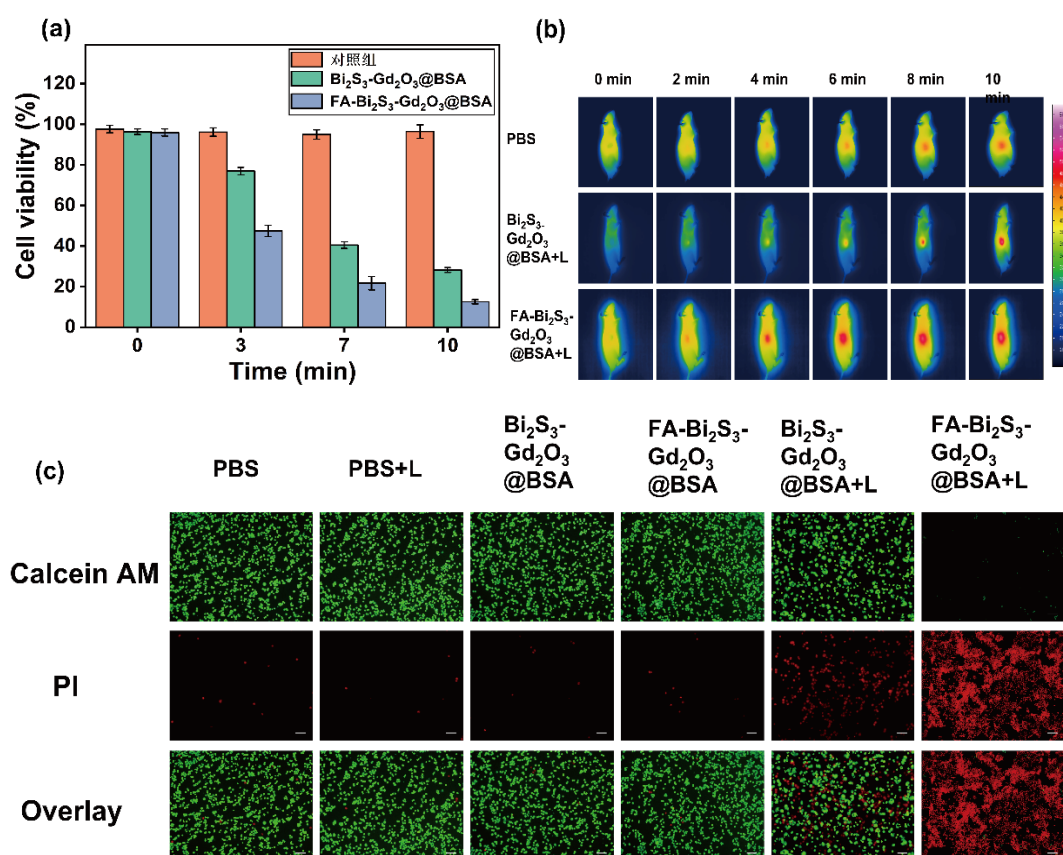 (a)
120
100
80
60
40
20
0
Cell viability (%)
对照组
Bi₂S₃-Gd₂O₃@BSA
FA-Bi₂S₃-Gd₂O₃@BSA
0 3 7 10
Time (min)
(b)
0 min 2 min 4 min 6 min 8 min 10 min
PBS
Bi₂S₃-
Gd₂O₃
@BSA+L
FA-Bi₂S₃-
Gd₂O₃
@BSA+L
(c)
PBS
PBS+L
Bi₂S₃-
Gd₂O₃
@BSA
FA-Bi₂S₃-
Gd₂O₃
@BSA
Bi₂S₃-
Gd₂O₃
@BSA+L
FA-Bi₂S₃-
Gd₂O₃
@BSA+L
Calcein AM
PI
Overlay